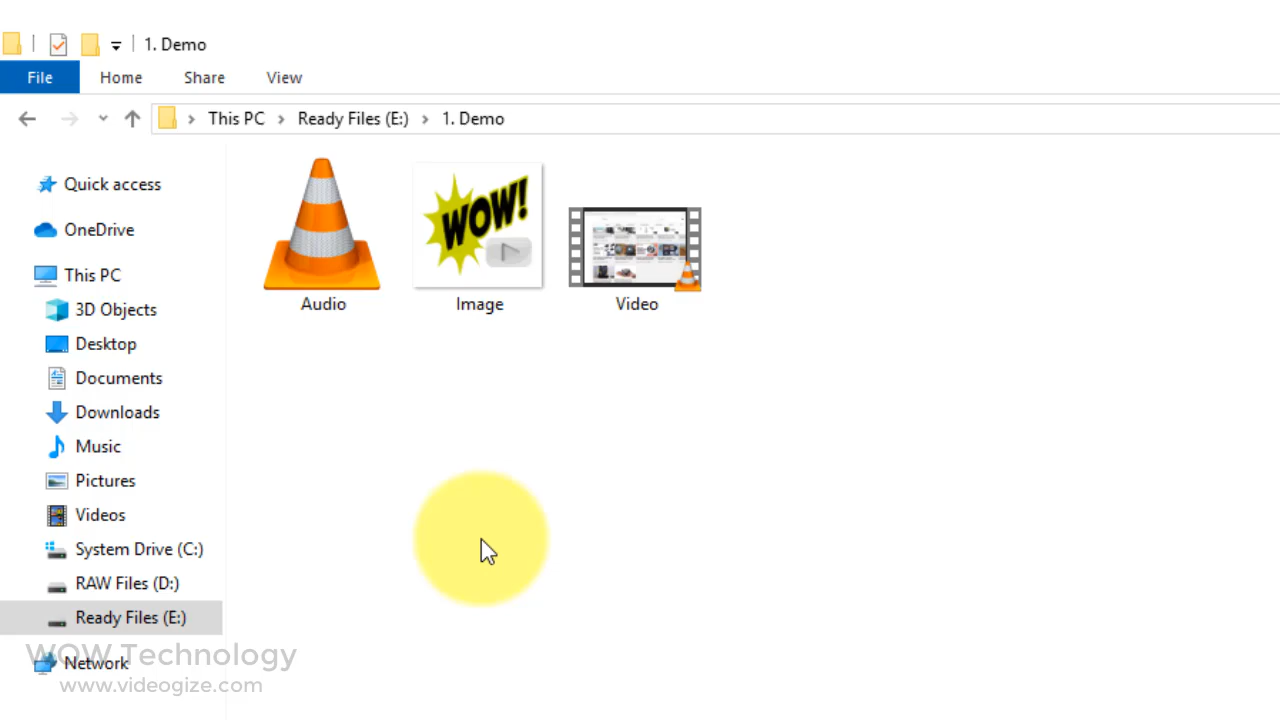 1. Demo
File Home Share View
This PC Ready Files (E:) 1. Demo
Quick access
OneDrive
This PC
3D Objects
Desktop
Documents
Downloads
Music
Pictures
Videos
System Drive (C:)
RAW Files (D:)
Ready Files (E:)
Network
WOW!
Audio Image Video
WOW Technology
www.videogize.com